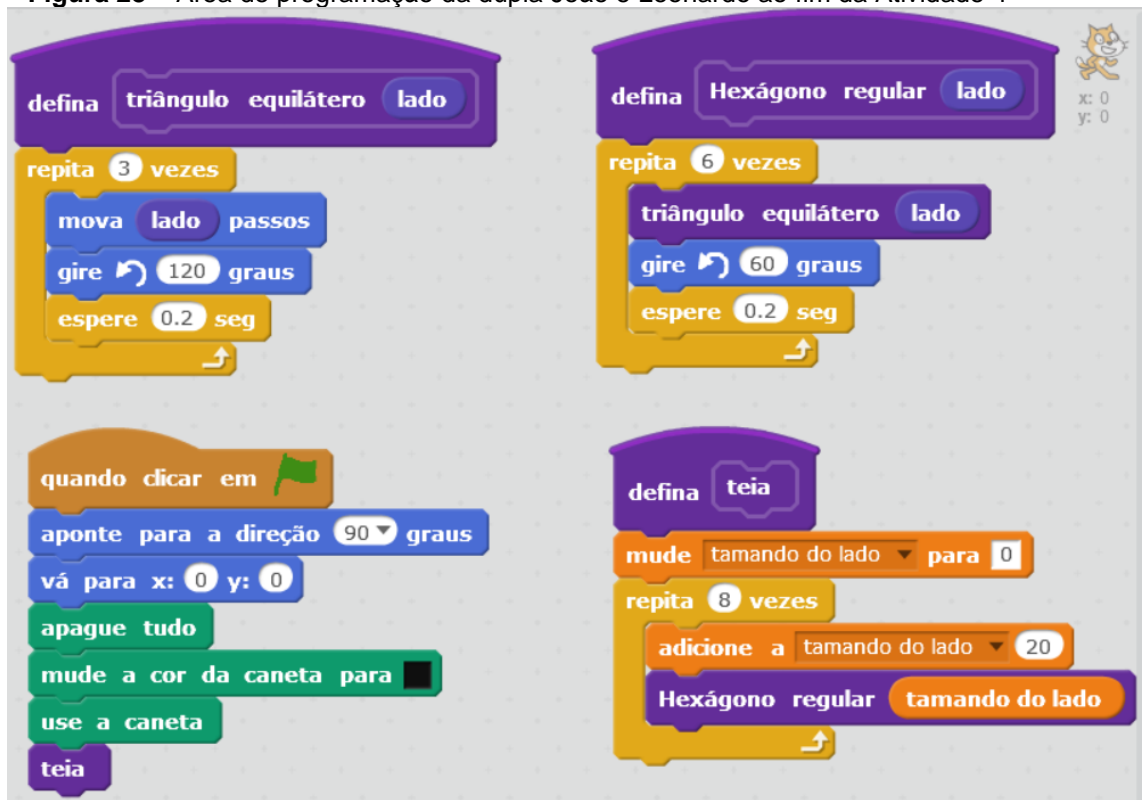 Figura 26 – Área de programação da dupla João e Leonardo ao fim da Atividade 4
defina triângulo equilátero lado
repita 3 vezes
mova lado passos
gire 120 graus
espere 0.2 seg
defina Hexágono regular lado
x: 0
y: 0
repita 6 vezes
triângulo equilátero lado
gire 60 graus
espere 0.2 seg
quando clicar em
aponte para a direção 90 graus
vá para x: 0 y: 0
apague tudo
mude a cor da caneta para
use a caneta
teia
defina teia
mude tamando do lado para 0
repita 8 vezes
adicione a tamando do lado 20
Hexágono regular tamando do lado